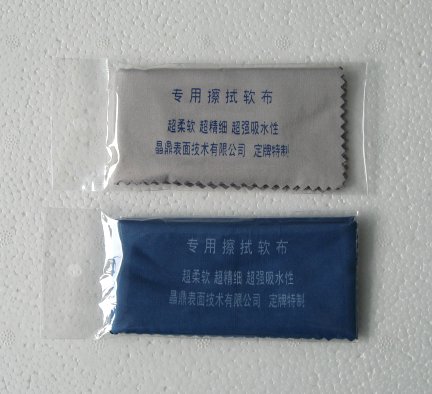 专用擦拭软布
超柔软 超精细 超强吸水性
晶鼎表面技术有限公司 定牌特制
专用擦拭软布
超柔软 超精细 超强吸水性
晶鼎表面技术有限公司 定牌特制